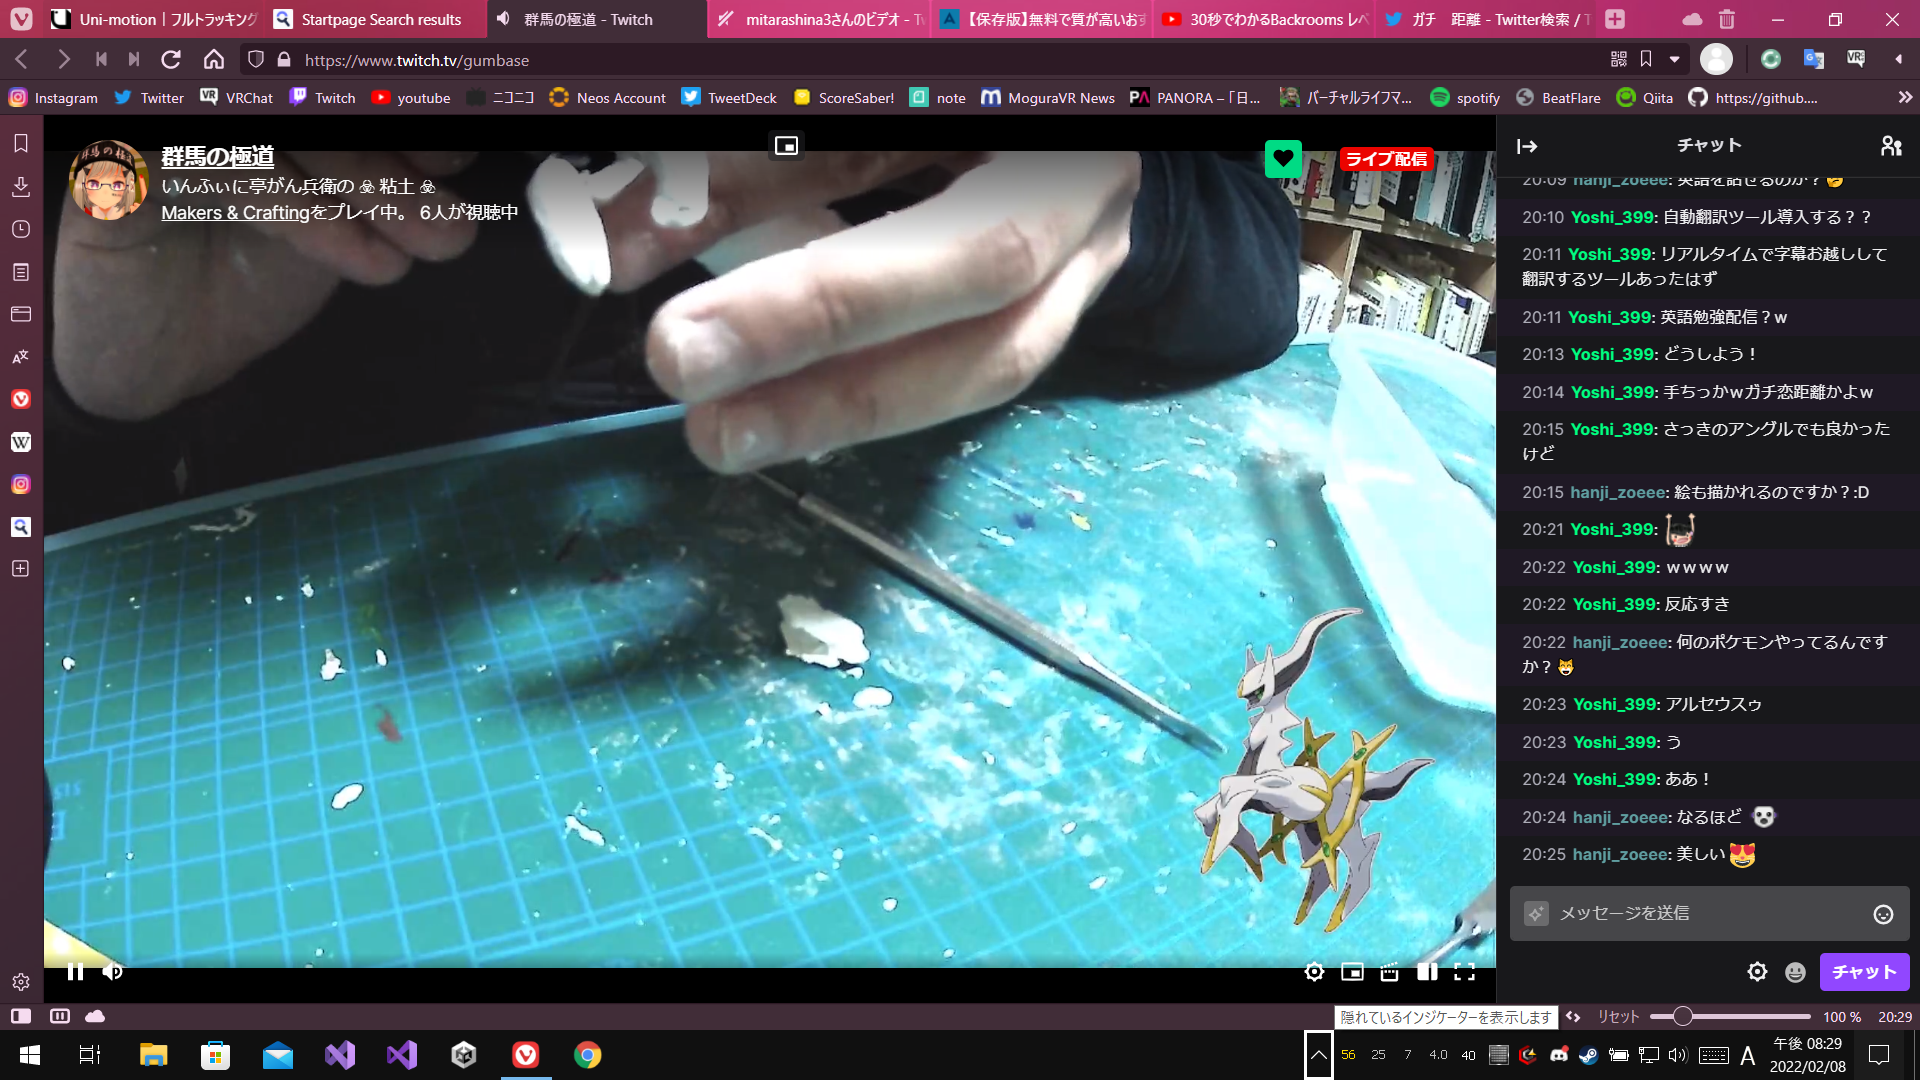 Uni-motion | フルトラッキング
Startpage Search results
群馬の極道 - Twitch
mitarashina3さんのビデオ - Tw
【保存版】無料で質が高いおす
30秒でわかるBackrooms レベ
ガチ 距離 - Twitter検索 / T
https://www.twitch.tv/gumbase
Instagram
Twitter
VRChat
Twitch
youtube
ニコニコ
Neos Account
TweetDeck
ScoreSaber!
note
MoguraVR News
PANORA – 「日...
バーチャルライフマ...
spotify
BeatFlare
Qiita
https://github....
群馬の極道
いんふぃに亭がん兵衛の ☣ 粘土 ☣
Makers & Craftingをプレイ中。 6人が視聴中
ライブ配信
チャット
20:09 hanji_zoeee: 英語を話せるのか？🤔
20:10 Yoshi_399: 自動翻訳ツール導入する？？
20:11 Yoshi_399: リアルタイムで字幕お越しして
翻訳するツールあったはず
20:11 Yoshi_399: 英語勉強配信？w
20:13 Yoshi_399: どうしよう！
20:14 Yoshi_399: 手ちっかｗガチ恋距離かよｗ
20:15 Yoshi_399: さっきのアングルでも良かった
けど
20:15 hanji_zoeee: 絵も描かれるのですか？:D
20:21 Yoshi_399:
20:22 Yoshi_399: ｗｗｗｗ
20:22 Yoshi_399: 反応すき
20:22 hanji_zoeee: 何のポケモンやってるんです
か？😸
20:23 Yoshi_399: アルセウスゥ
20:23 Yoshi_399: う
20:24 Yoshi_399: ああ！
20:24 hanji_zoeee: なるほど
20:25 hanji_zoeee: 美しい😻
メッセージを送信
チャット
隠れているインジケーターを表示します
リセット
100 %
20:29
56
25
7
4.0
40
A
午後 08:29
2022/02/08